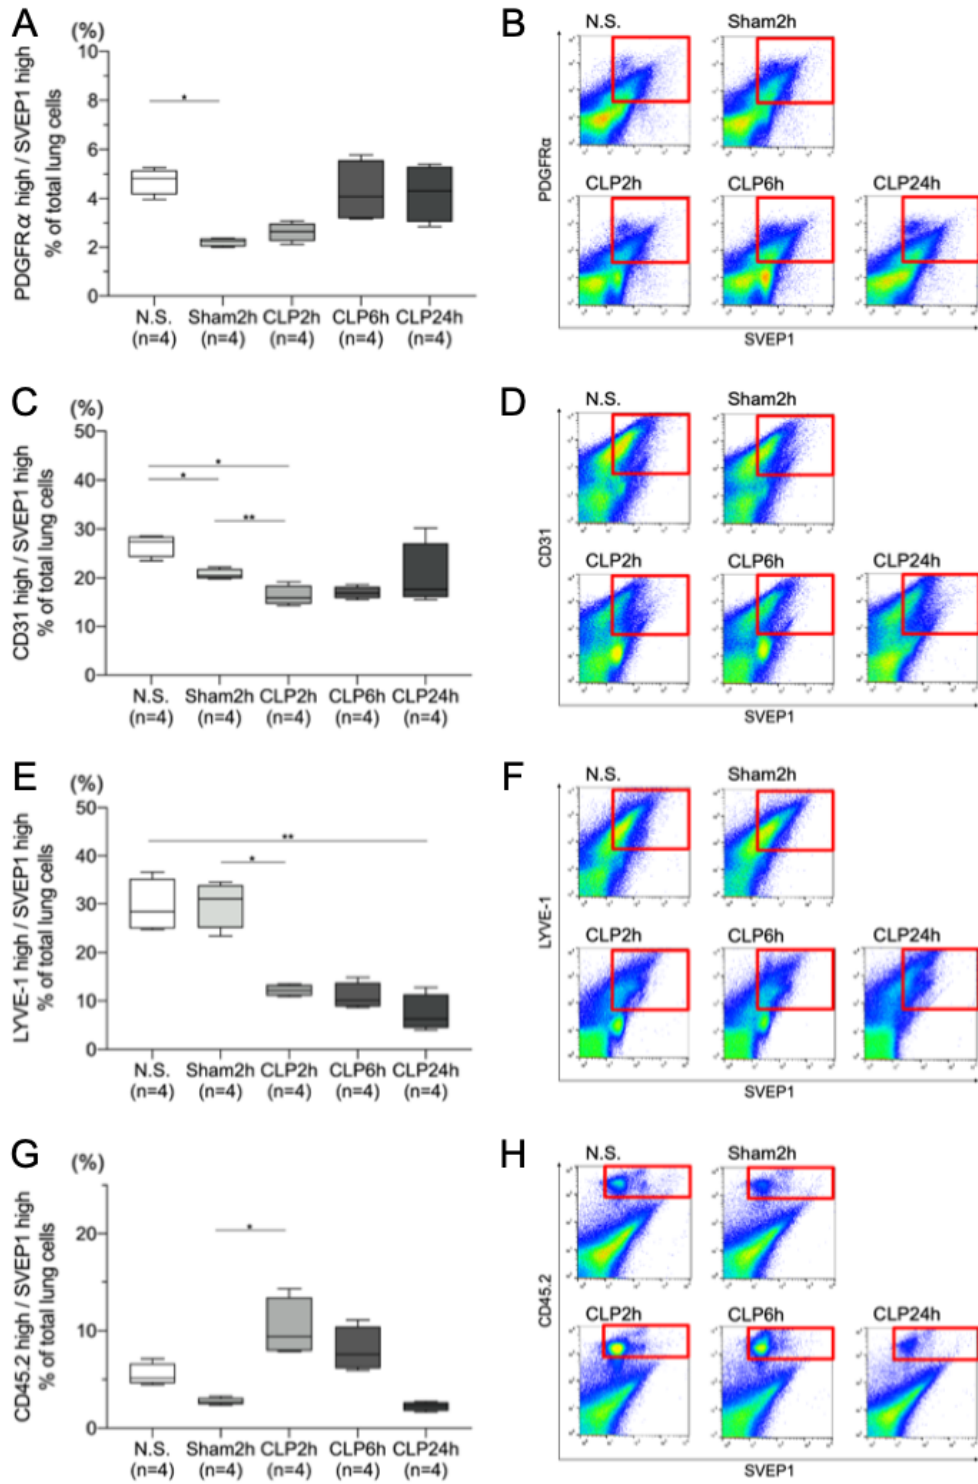 A
(%)
PDGFRα high / SVEP1 high
% of total lung cells
10
8
6
4
2
0
*
N.S.
(n=4)
Sham2h
(n=4)
CLP2h
(n=4)
CLP6h
(n=4)
CLP24h
(n=4)
B
N.S.
Sham2h
CLP2h
CLP6h
CLP24h
PDGFRα
SVEP1
C
(%)
CD31 high / SVEP1 high
% of total lung cells
50
40
30
20
10
0
*
*
**
N.S.
(n=4)
Sham2h
(n=4)
CLP2h
(n=4)
CLP6h
(n=4)
CLP24h
(n=4)
D
N.S.
Sham2h
CLP2h
CLP6h
CLP24h
CD31
SVEP1
E
(%)
LYVE-1 high / SVEP1 high
% of total lung cells
50
40
30
20
10
0
**
*
N.S.
(n=4)
Sham2h
(n=4)
CLP2h
(n=4)
CLP6h
(n=4)
CLP24h
(n=4)
F
N.S.
Sham2h
CLP2h
CLP6h
CLP24h
LYVE-1
SVEP1
G
(%)
CD45.2 high / SVEP1 high
% of total lung cells
20
10
0
*
N.S.
(n=4)
Sham2h
(n=4)
CLP2h
(n=4)
CLP6h
(n=4)
CLP24h
(n=4)
H
N.S.
Sham2h
CLP2h
CLP6h
CLP24h
CD45.2
SVEP1